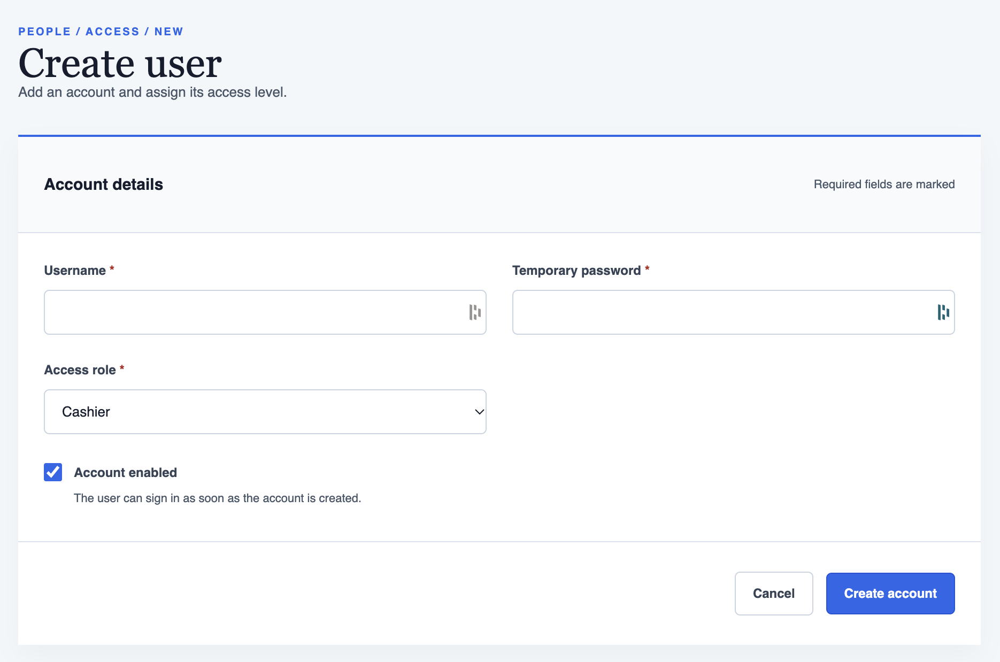 PEOPLE / ACCESS / NEW
Create user
Add an account and assign its access level.
Account details
Required fields are marked
Username *
Temporary password *
Access role *
Cashier
Account enabled
The user can sign in as soon as the account is created.
Cancel
Create account